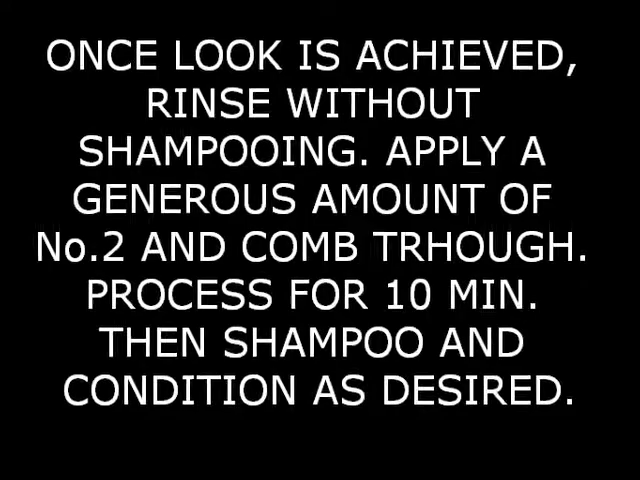 ONCE LOOK IS ACHIEVED,
RINSE WITHOUT
SHAMPOOING. APPLY A
GENEROUS AMOUNT OF
No.2 AND COMB TRHOUGH.
PROCESS FOR 10 MIN.
THEN SHAMPOO AND
CONDITION AS DESIRED.